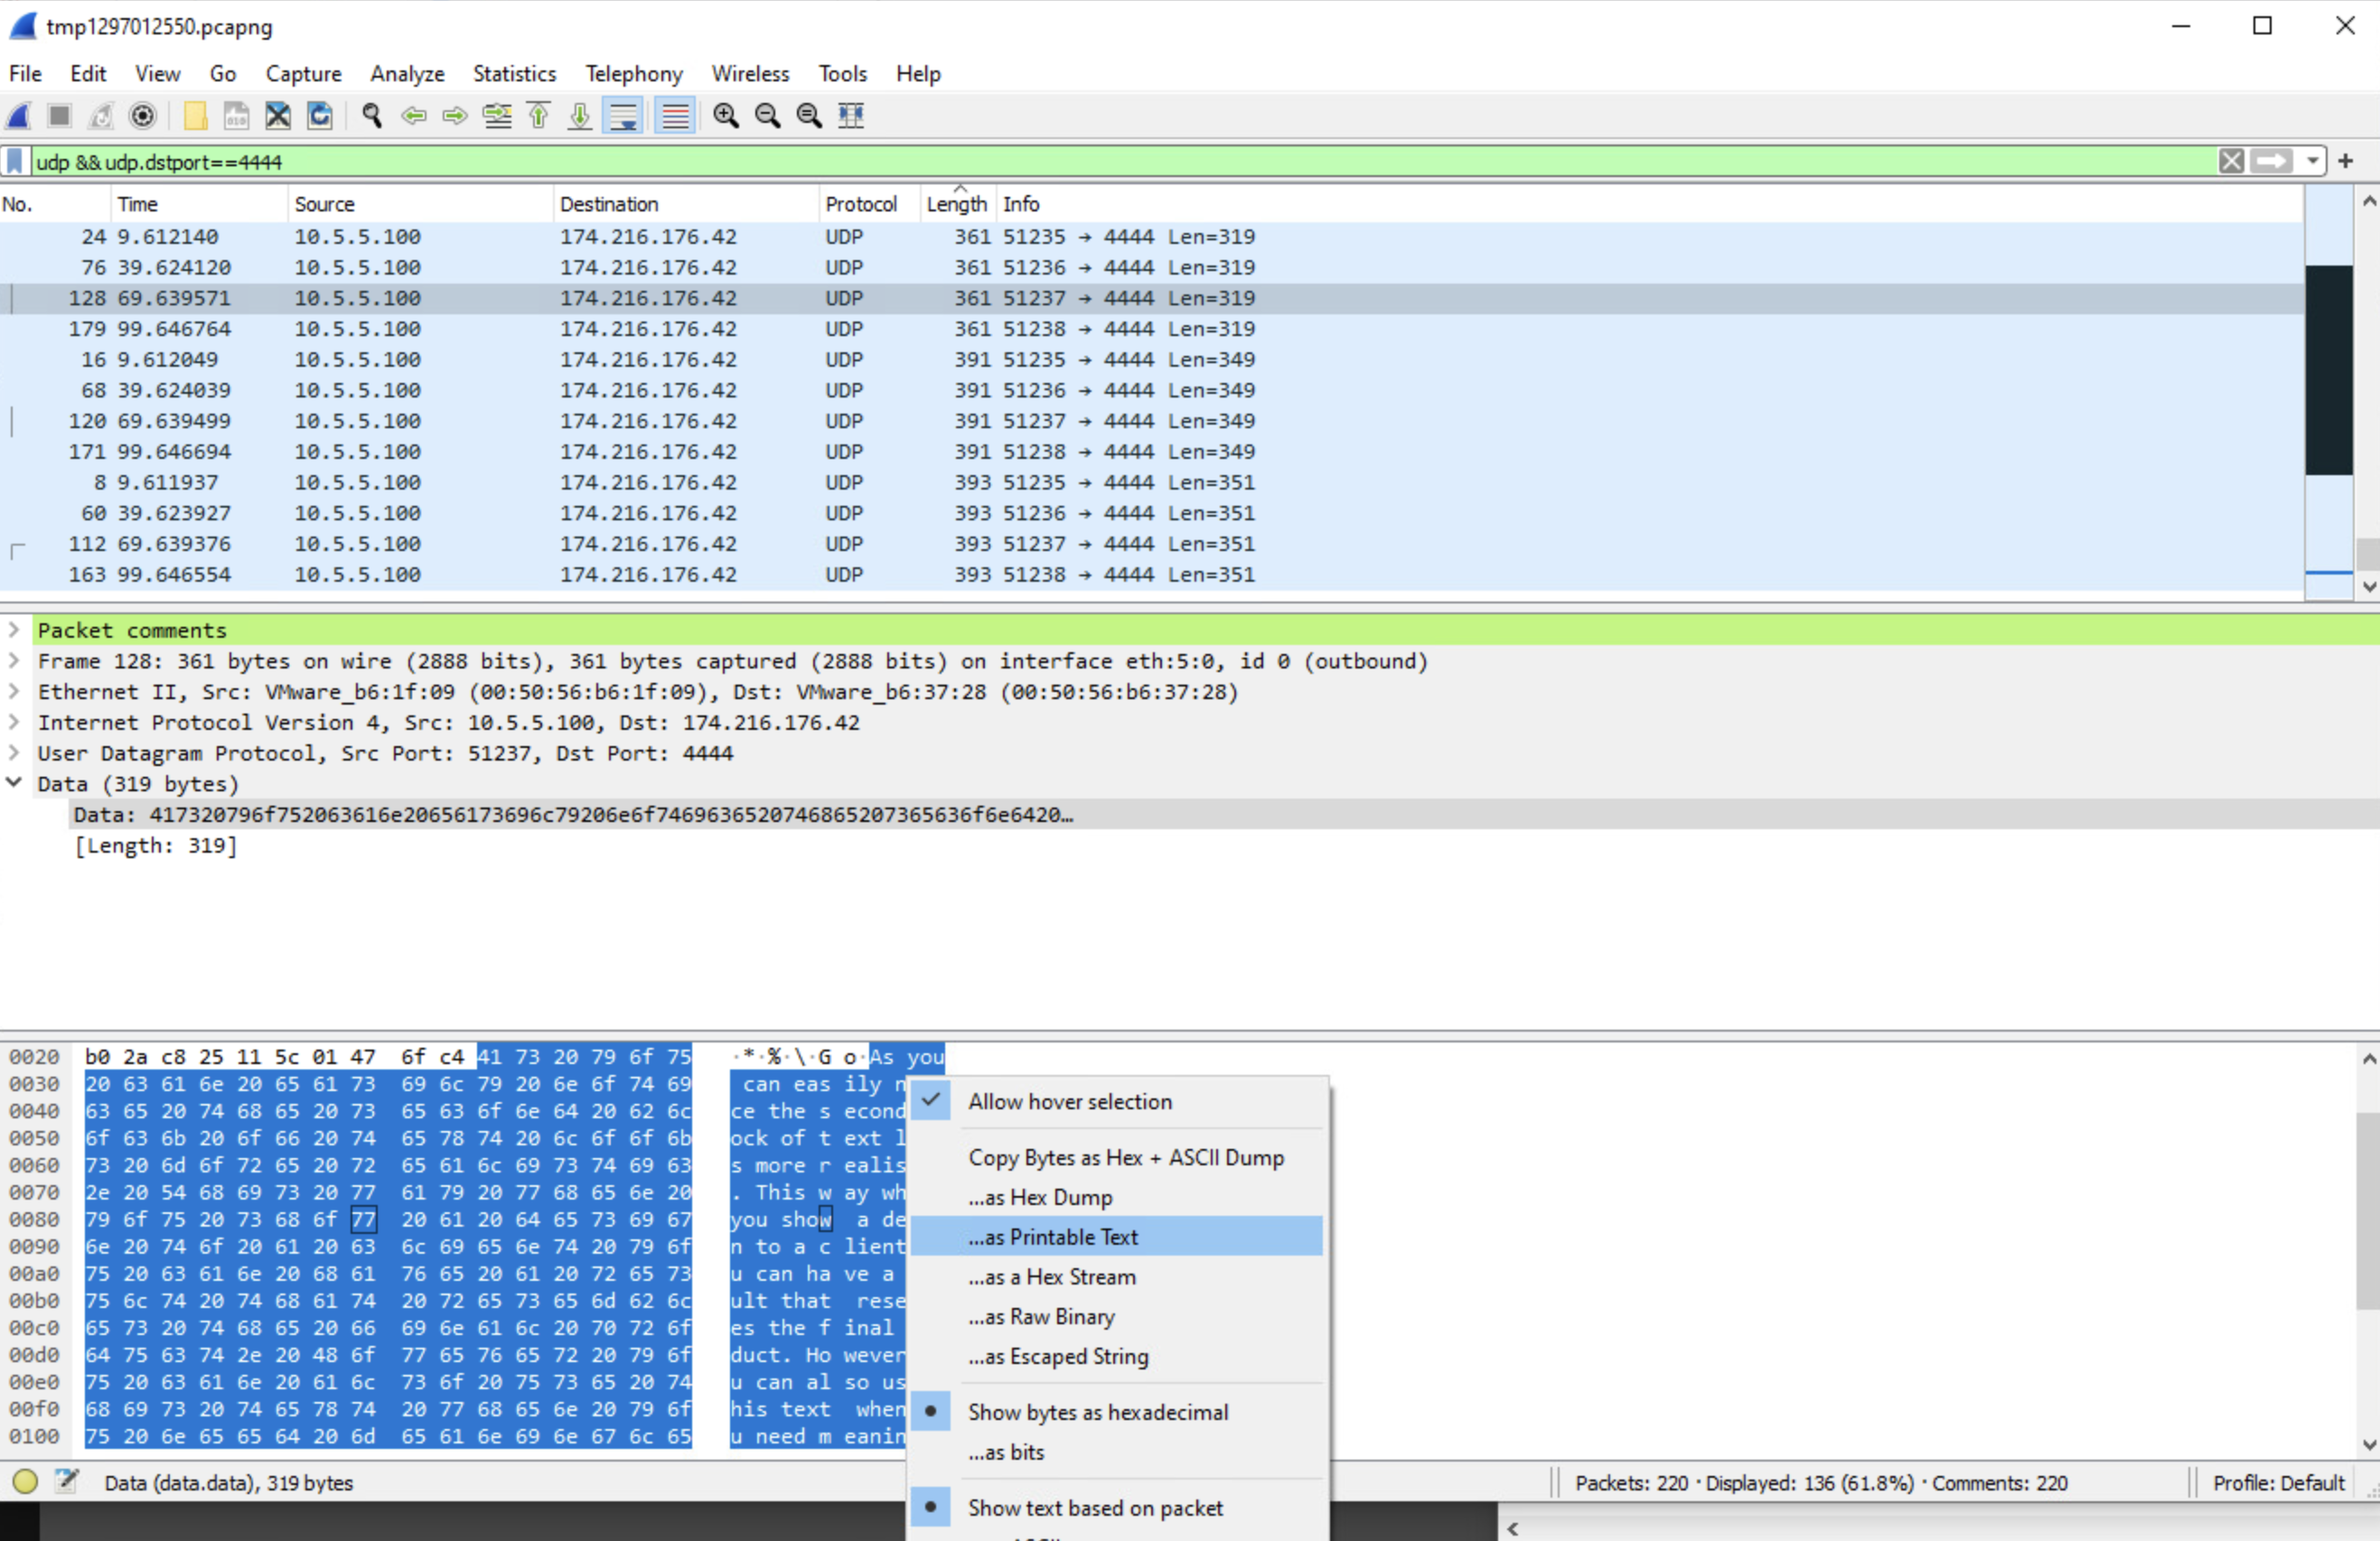 tmp1297012550.pcapng
File Edit View Go Capture Analyze Statistics Telephony Wireless Tools Help
udp && udp.dstport==4444
No. Time Source Destination Protocol Length Info
24 9.612140 10.5.5.100 174.216.176.42 UDP 361 51235 → 4444 Len=319
76 39.624120 10.5.5.100 174.216.176.42 UDP 361 51236 → 4444 Len=319
128 69.639571 10.5.5.100 174.216.176.42 UDP 361 51237 → 4444 Len=319
179 99.646764 10.5.5.100 174.216.176.42 UDP 361 51238 → 4444 Len=319
16 9.612049 10.5.5.100 174.216.176.42 UDP 391 51235 → 4444 Len=349
68 39.624039 10.5.5.100 174.216.176.42 UDP 391 51236 → 4444 Len=349
120 69.639499 10.5.5.100 174.216.176.42 UDP 391 51237 → 4444 Len=349
171 99.646694 10.5.5.100 174.216.176.42 UDP 391 51238 → 4444 Len=349
8 9.611937 10.5.5.100 174.216.176.42 UDP 393 51235 → 4444 Len=351
60 39.623927 10.5.5.100 174.216.176.42 UDP 393 51236 → 4444 Len=351
112 69.639376 10.5.5.100 174.216.176.42 UDP 393 51237 → 4444 Len=351
163 99.646554 10.5.5.100 174.216.176.42 UDP 393 51238 → 4444 Len=351
Packet comments
Frame 128: 361 bytes on wire (2888 bits), 361 bytes captured (2888 bits) on interface eth:5:0, id 0 (outbound)
Ethernet II, Src: VMware_b6:1f:09 (00:50:56:b6:1f:09), Dst: VMware_b6:37:28 (00:50:56:b6:37:28)
Internet Protocol Version 4, Src: 10.5.5.100, Dst: 174.216.176.42
User Datagram Protocol, Src Port: 51237, Dst Port: 4444
Data (319 bytes)
Data: 417320796f752063616e20656173696c79206e6f7469636520746865207365636f6e6420…
[Length: 319]
0020 b0 2a c8 25 11 5c 01 47 6f c4 41 73 20 79 6f 75 ·*·%·\·G o·As you
0030 20 63 61 6e 20 65 61 73 69 6c 79 20 6e 6f 74 69 can eas ily n
0040 63 65 20 74 68 65 20 73 65 63 6f 6e 64 20 62 6c ce the s econd
0050 6f 63 6b 20 6f 66 20 74 65 78 74 20 6c 6f 6f 6b ock of t ext l
0060 73 20 6d 6f 72 65 20 72 65 61 6c 69 73 74 69 63 s more r ealis
0070 2e 20 54 68 69 73 20 77 61 79 20 77 68 65 6e 20 . This w ay wh
0080 79 6f 75 20 73 68 6f 77 20 61 20 64 65 73 69 67 you show a de
0090 6e 20 74 6f 20 61 20 63 6c 69 65 6e 74 20 79 6f n to a c lient
00a0 75 20 63 61 6e 20 68 61 76 65 20 61 20 72 65 73 u can ha ve a
00b0 75 6c 74 20 74 68 61 74 20 72 65 73 65 6d 62 6c ult that rese
00c0 65 73 20 74 68 65 20 66 69 6e 61 6c 20 70 72 6f es the f inal
00d0 64 75 63 74 2e 20 48 6f 77 65 76 65 72 20 79 6f duct. Ho wever
00e0 75 20 63 61 6e 20 61 6c 73 6f 20 75 73 65 20 74 u can al so us
00f0 68 69 73 20 74 65 78 74 20 77 68 65 6e 20 79 6f his text when
0100 75 20 6e 65 65 64 20 6d 65 61 6e 69 6e 67 6c 65 u need m eanin
Allow hover selection
Copy Bytes as Hex + ASCII Dump
...as Hex Dump
...as Printable Text
...as a Hex Stream
...as Raw Binary
...as Escaped String
Show bytes as hexadecimal
...as bits
Show text based on packet
Data (data.data), 319 bytes
Packets: 220 · Displayed: 136 (61.8%) · Comments: 220
Profile: Default